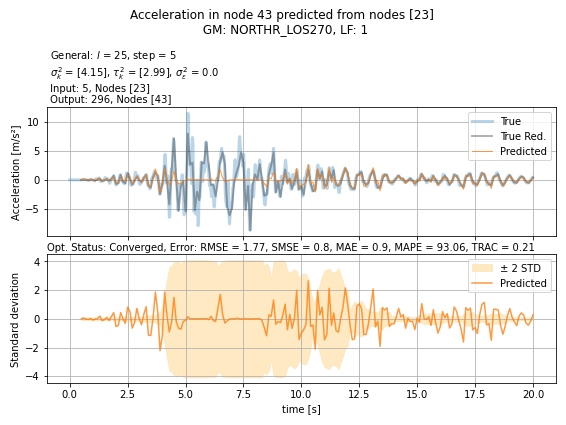 Acceleration in node 43 predicted from nodes [23]
GM: NORTHR_LOS270, LF: 1
General: l = 25, step = 5
σ²ₖ = [4.15], τ²ₖ = [2.99], σ²ε = 0.0
Input: 5, Nodes [23]
Output: 296, Nodes [43]
Acceleration [m/s²]
10
5
0
−5
True
True Red.
Predicted
Opt. Status: Converged, Error: RMSE = 1.77, SMSE = 0.8, MAE = 0.9, MAPE = 93.06, TRAC = 0.21
Standard deviation
4
2
0
−2
−4
± 2 STD
Predicted
0.0 2.5 5.0 7.5 10.0 12.5 15.0 17.5 20.0
time [s]